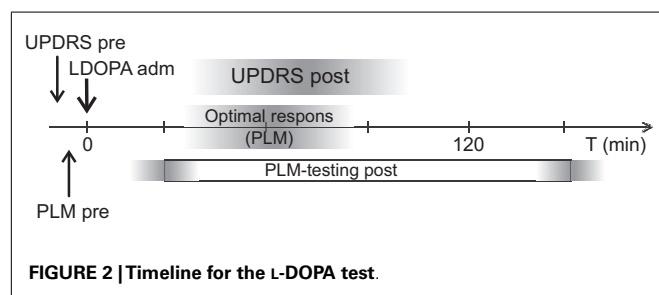 UPDRS pre
LDOPA adm
UPDRS post
Optimal respons
(PLM)
0
120
T (min)
PLM-testing post
PLM pre
FIGURE 2 | Timeline for the L-DOPA test.